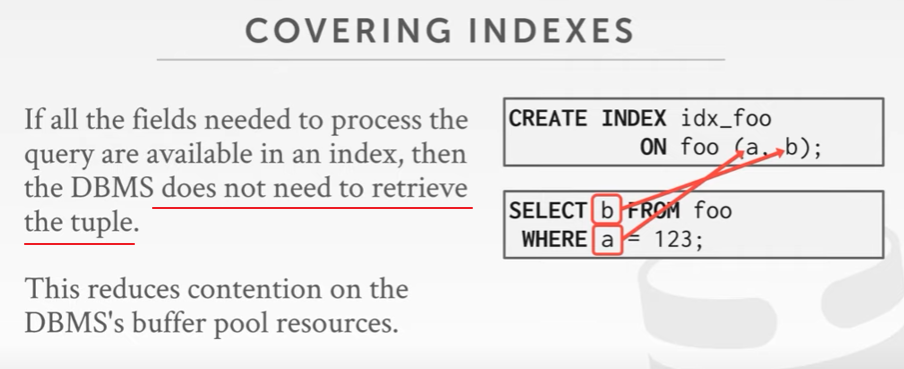 COVERING INDEXES
If all the fields needed to process the
query are available in an index, then
the DBMS does not need to retrieve
the tuple.
This reduces contention on the
DBMS's buffer pool resources.
CREATE INDEX idx_foo
ON foo (a, b);
SELECT b FROM foo
WHERE a = 123;